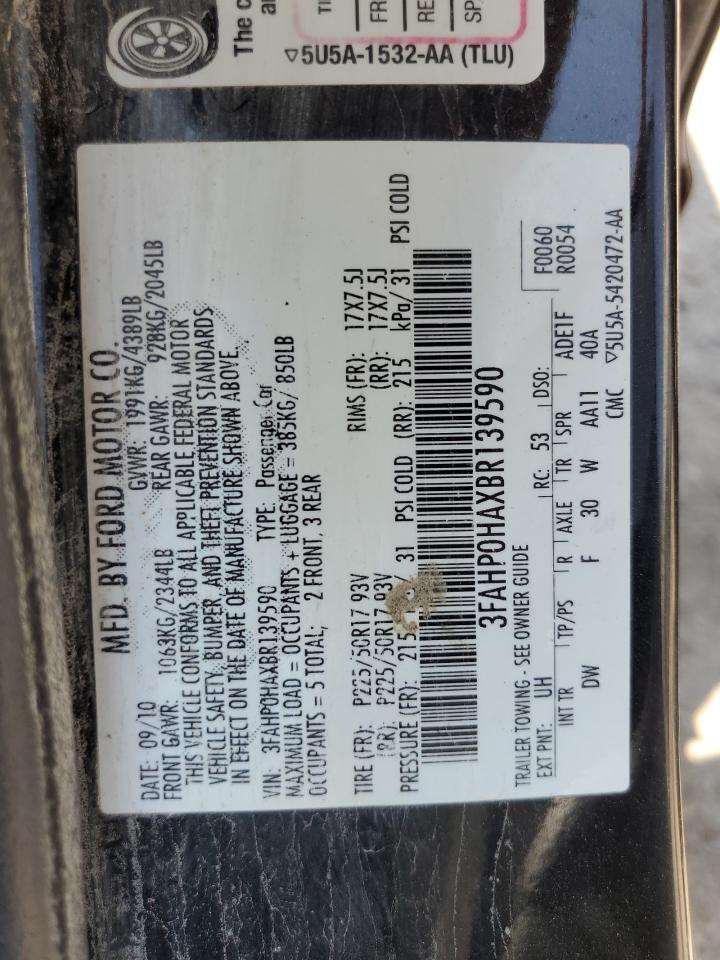 The c
an
TI
FR
RE
SP
▽5U5A-1532-AA (TLU)
MFD. BY FORD MOTOR CO.
DATE: 09/10 GVWR: 1991KG/4389LB
FRONT GAWR: 1063KG/2344LB REAR GAWR: 928KG/2045LB
THIS VEHICLE CONFORMS TO ALL APPLICABLE FEDERAL MOTOR
VEHICLE SAFETY, BUMPER, AND THEFT PREVENTION STANDARDS
IN EFFECT ON THE DATE OF MANUFACTURE SHOWN ABOVE.
VIN: 3FAHP0HAXBR139590 TYPE: Passenger Car
MAXIMUM LOAD = OCCUPANTS + LUGGAGE = 385KG/ 850LB
OCCUPANTS = 5 TOTAL; 2 FRONT, 3 REAR
TIRE (FR): P225/50R17 93V RIMS (FR): 17X7.5J
(RR): P225/50R17 93V (RR): 17X7.5J
PRESSURE (FR): 215 / 31 PSI COLD (RR): 215 kPa/ 31 PSI COLD
3FAHP0HAXBR139590
TRAILER TOWING - SEE OWNER GUIDE
EXT PNT: UH RC: 53 DSO: F0060
R0054
INT TR TP/PS R AXLE TR SPR ADE1F
DW F 30 W AA11 40A
CMC ▽5U5A-5420472-AA